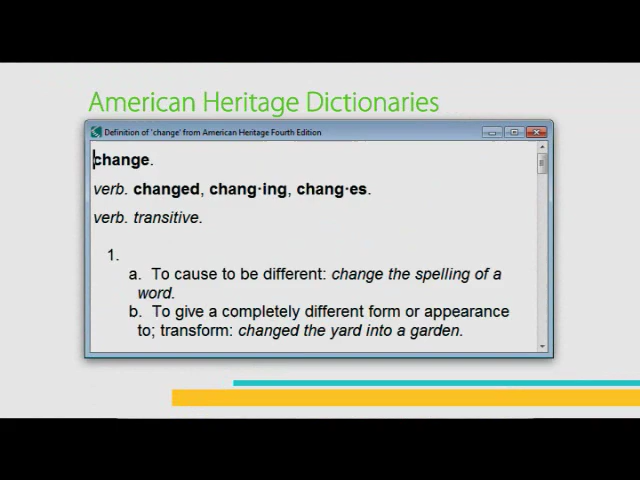 American Heritage Dictionaries
Definition of 'change' from American Heritage Fourth Edition
change.
verb. changed, chang·ing, chang·es.
verb. transitive.
1.
a. To cause to be different: change the spelling of a
word.
b. To give a completely different form or appearance
to; transform: changed the yard into a garden.